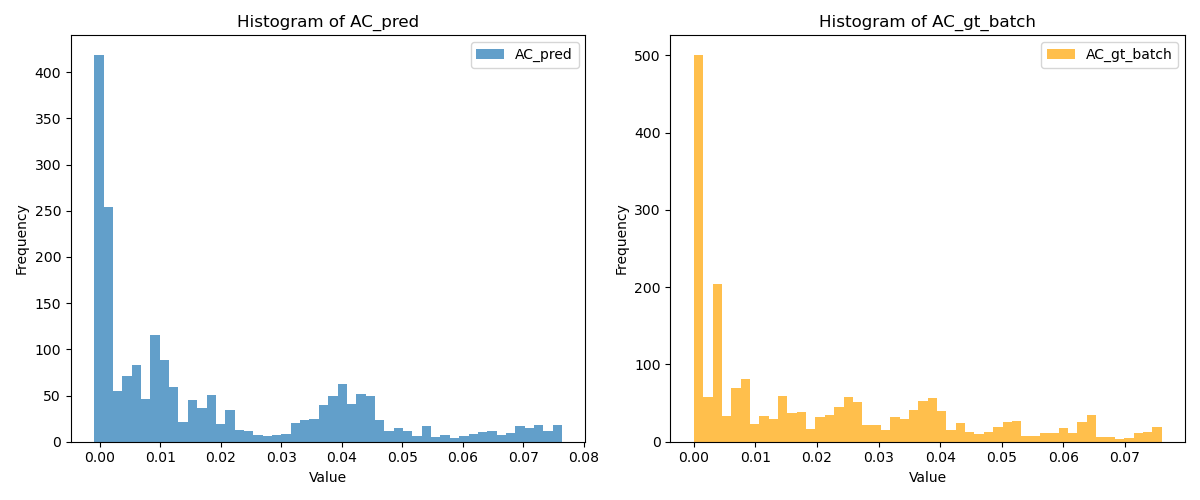 Histogram of AC_pred
AC_pred
400
350
300
250
200
150
100
50
0
Frequency
0.00 0.01 0.02 0.03 0.04 0.05 0.06 0.07 0.08
Value
Histogram of AC_gt_batch
AC_gt_batch
500
400
300
200
100
0
Frequency
0.00 0.01 0.02 0.03 0.04 0.05 0.06 0.07
Value